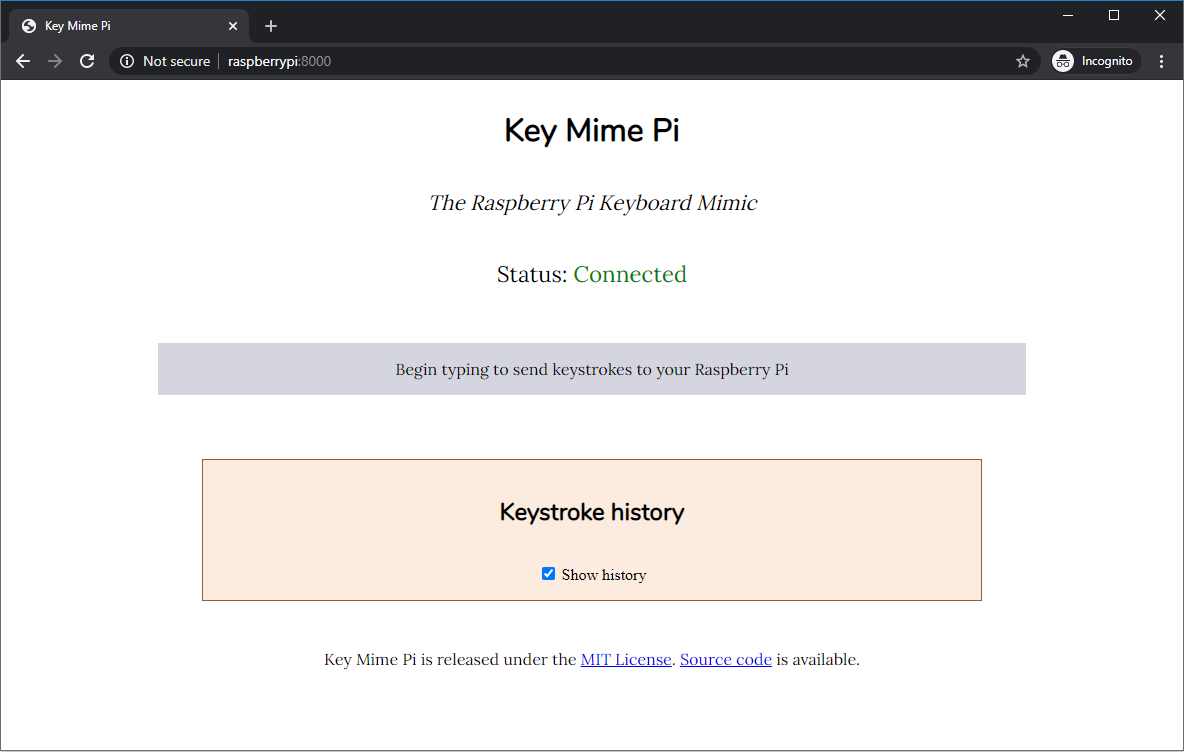 Key Mime Pi
Not secure raspberrypi:8000 Incognito
Key Mime Pi
The Raspberry Pi Keyboard Mimic
Status: Connected
Begin typing to send keystrokes to your Raspberry Pi
Keystroke history
Show history
Key Mime Pi is released under the MIT License. Source code is available.